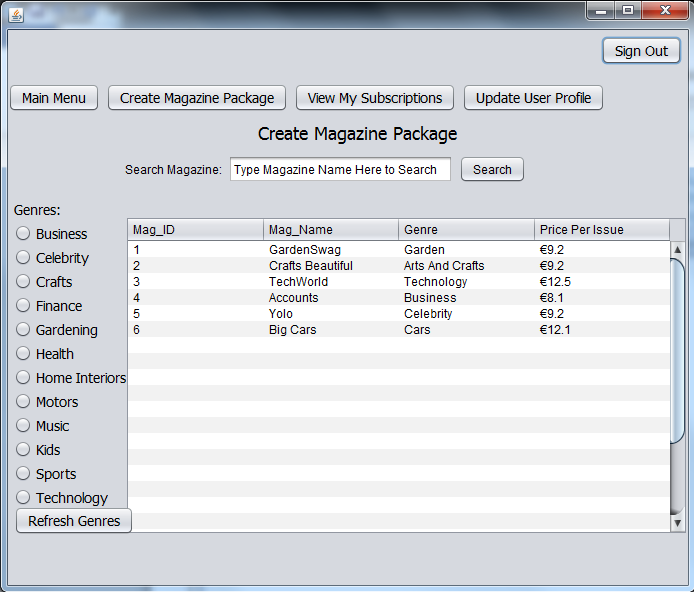 Sign Out
Main Menu Create Magazine Package View My Subscriptions Update User Profile
Create Magazine Package
Search Magazine: Type Magazine Name Here to Search Search
Genres:
Business
Celebrity
Crafts
Finance
Gardening
Health
Home Interiors
Motors
Music
Kids
Sports
Technology
Refresh Genres
Mag_ID Mag_Name Genre Price Per Issue
1 GardenSwag Garden €9.2
2 Crafts Beautiful Arts And Crafts €9.2
3 TechWorld Technology €12.5
4 Accounts Business €8.1
5 Yolo Celebrity €9.2
6 Big Cars Cars €12.1